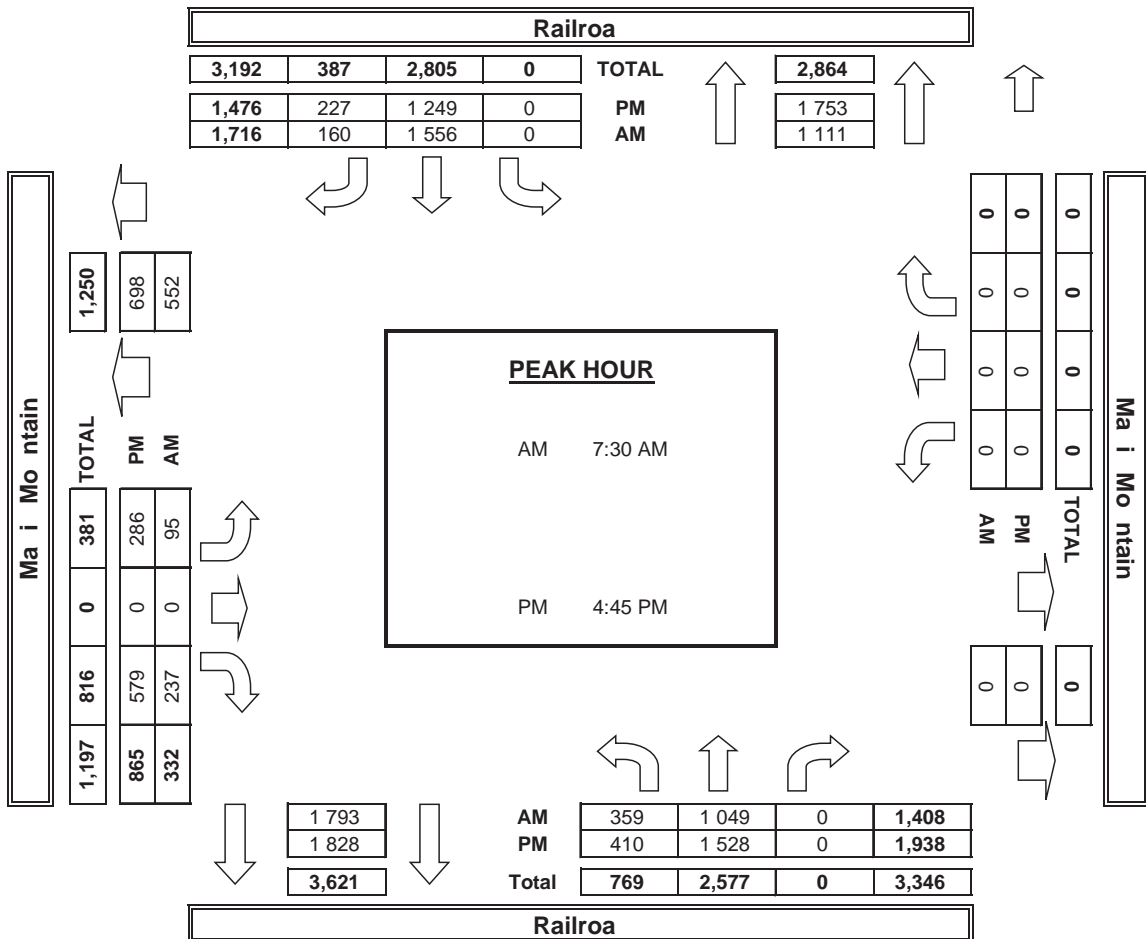 Railroa
3,192 387 2,805 0 TOTAL 2,864
1,476 227 1 249 0 PM 1 753
1,716 160 1 556 0 AM 1 111
Ma i Mo ntain
1,250
698
552
TOTAL
PM
AM
381 0 816 1,197
286 0 579 865
95 0 237 332
PEAK HOUR
AM 7:30 AM
PM 4:45 PM
0 0 0 0 TOTAL
0 0 0 0 PM
0 0 0 0 AM
0
0
0
Ma i Mo ntain
1 793 AM 359 1 049 0 1,408
1 828 PM 410 1 528 0 1,938
3,621 Total 769 2,577 0 3,346
Railroa